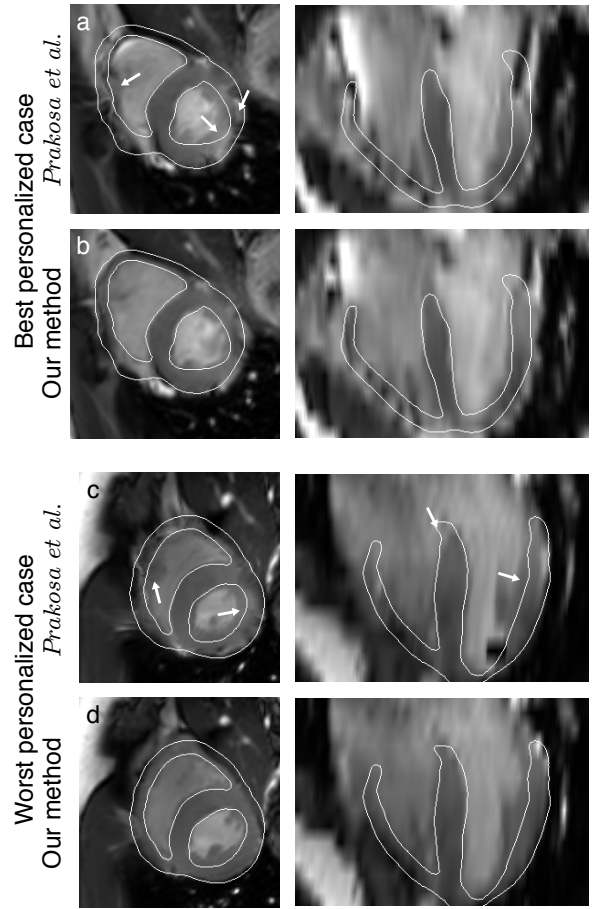 Best personalized case
Prakosa et al.
Our method
a
b
Worst personalized case
Prakosa et al.
Our method
c
d